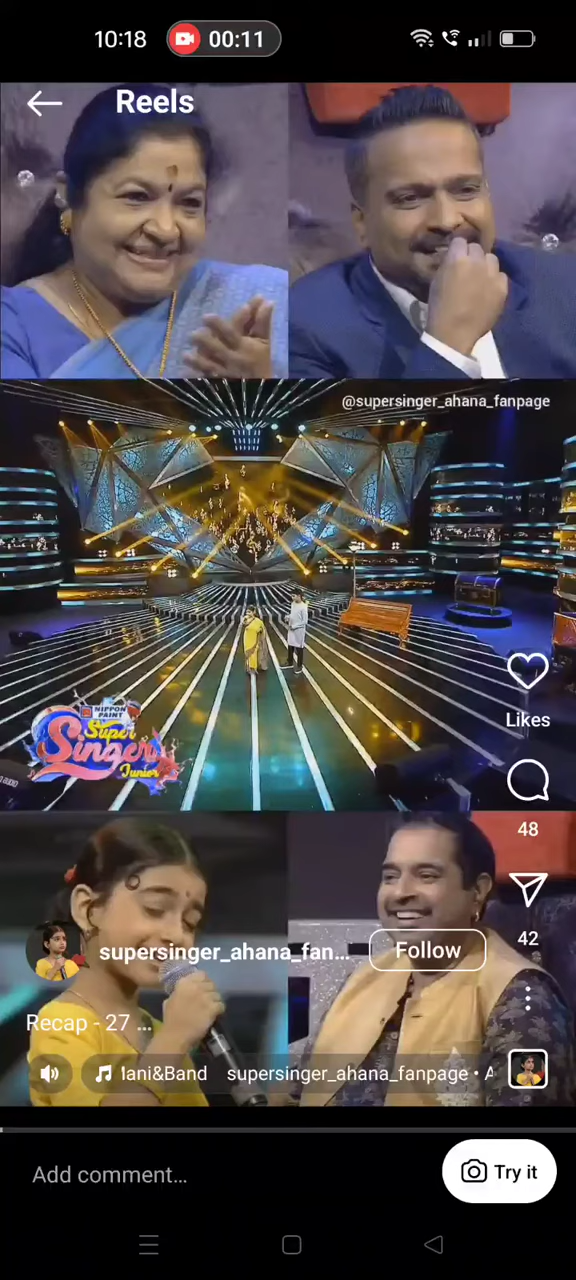 10:18
00:11
Reels
@supersinger_ahana_fanpage
NIPPON
PAINT
Super
Singer
Junior
Likes
48
42
supersinger_ahana_fan...
Follow
Recap - 27 ...
lani&Band supersinger_ahana_fanpage • A
Add comment...
Try it